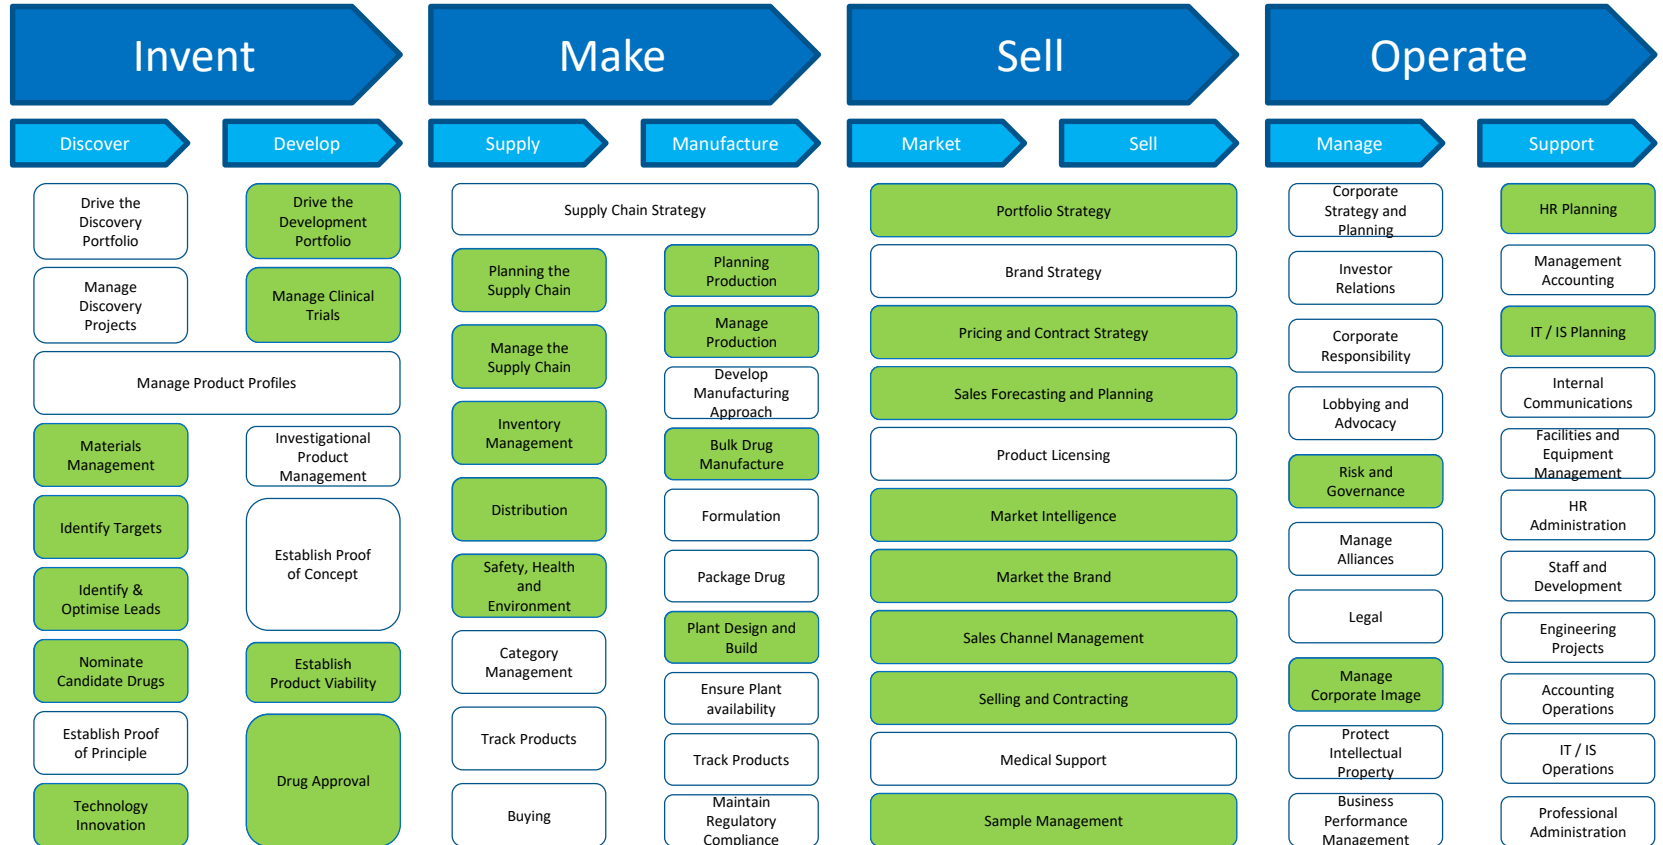 Invent
Make
Sell
Operate
Discover
Develop
Supply
Manufacture
Market
Sell
Manage
Support
Drive the
Discovery
Portfolio
Manage
Discovery
Projects
Drive the
Development
Portfolio
Manage Clinical
Trials
Manage Product Profiles
Materials
Management
Identify Targets
Identify &
Optimise Leads
Nominate
Candidate Drugs
Establish Proof
of Principle
Technology
Innovation
Investigational
Product
Management
Establish Proof
of Concept
Establish
Product Viability
Drug Approval
Supply Chain Strategy
Planning the
Supply Chain
Manage the
Supply Chain
Inventory
Management
Distribution
Safety, Health
and
Environment
Category
Management
Track Products
Buying
Planning
Production
Manage
Production
Develop
Manufacturing
Approach
Bulk Drug
Manufacture
Formulation
Package Drug
Plant Design and
Build
Ensure Plant
availability
Track Products
Maintain
Regulatory
Compliance
Portfolio Strategy
Brand Strategy
Pricing and Contract Strategy
Sales Forecasting and Planning
Product Licensing
Market Intelligence
Market the Brand
Sales Channel Management
Selling and Contracting
Medical Support
Sample Management
Corporate
Strategy and
Planning
Investor
Relations
Corporate
Responsibility
Lobbying and
Advocacy
Risk and
Governance
Manage
Alliances
Legal
Manage
Corporate Image
Protect
Intellectual
Property
Business
Performance
Management
HR Planning
Management
Accounting
IT / IS Planning
Internal
Communications
Facilities and
Equipment
Management
HR
Administration
Staff and
Development
Engineering
Projects
Accounting
Operations
IT / IS
Operations
Professional
Administration